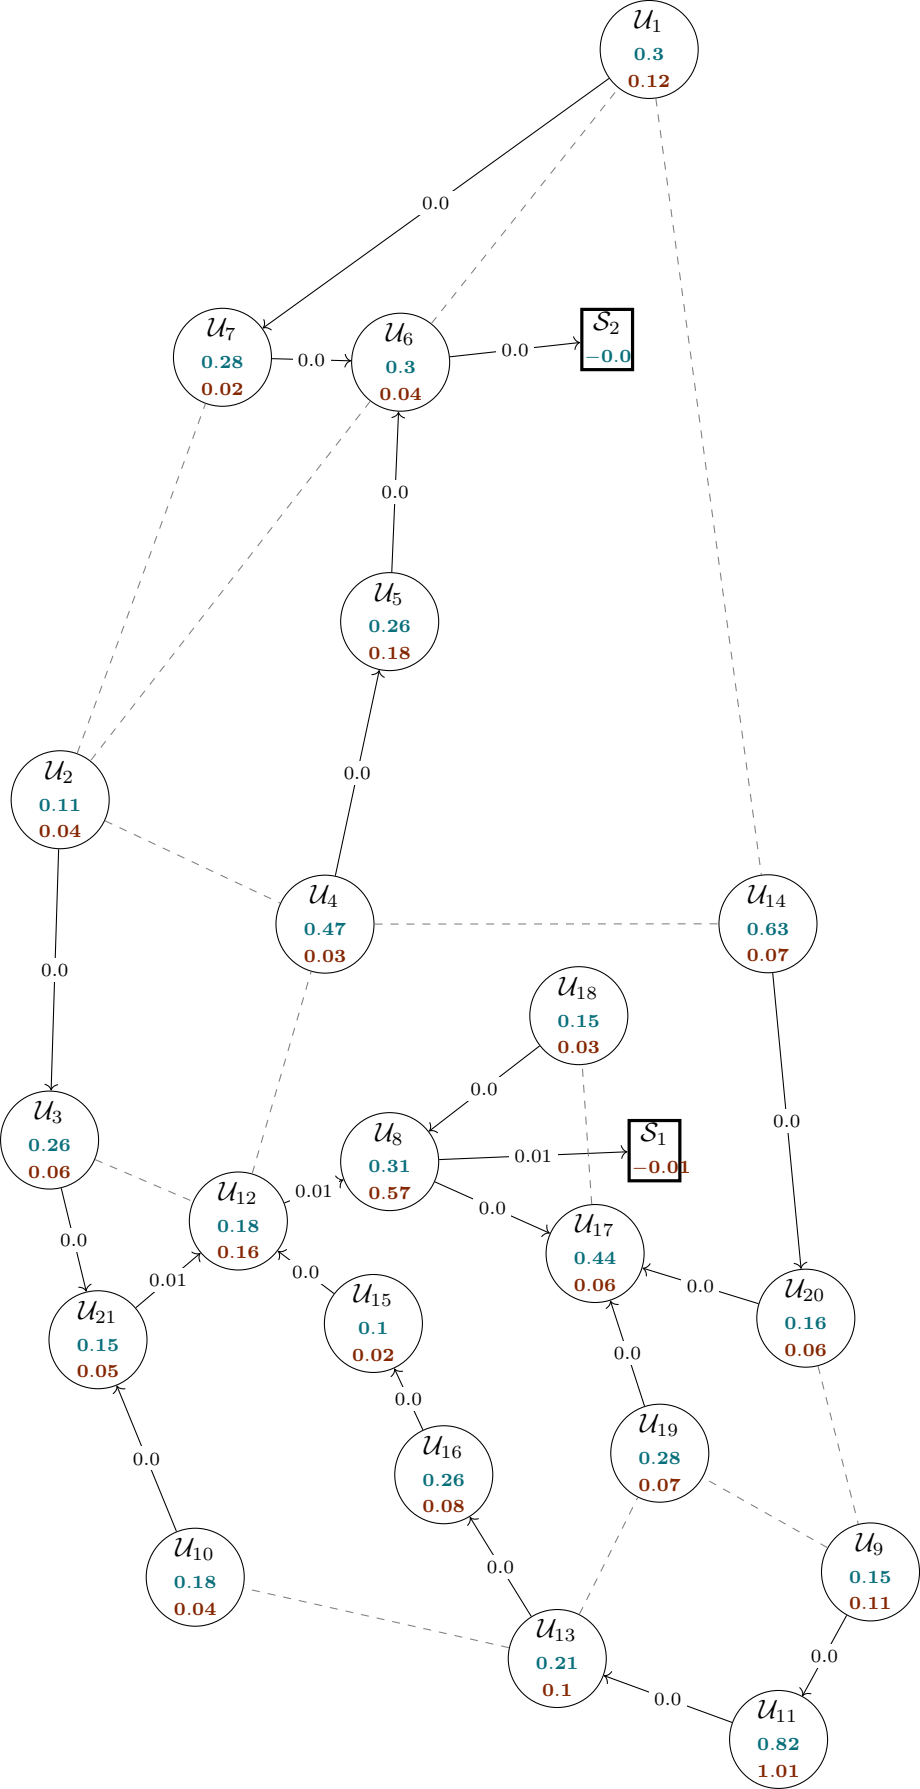 𝒰₁
0.3
0.12
0.0
𝒰₇
0.28
0.02
0.0
𝒰₆
0.3
0.04
0.0
𝒮₂
−0.0
0.0
𝒰₅
0.26
0.18
0.0
𝒰₂
0.11
0.04
𝒰₄
0.47
0.03
𝒰₁₄
0.63
0.07
0.0
𝒰₁₈
0.15
0.03
0.0
𝒰₃
0.26
0.06
𝒰₈
0.31
0.57
0.01
𝒮₁
−0.01
0.0
𝒰₁₂
0.18
0.16
0.01
0.0
𝒰₁₇
0.44
0.06
0.0
0.01
0.0
𝒰₁₅
0.1
0.02
0.0
𝒰₂₀
0.16
0.06
𝒰₂₁
0.15
0.05
0.0
0.0
𝒰₁₉
0.28
0.07
0.0
𝒰₁₆
0.26
0.08
𝒰₁₀
0.18
0.04
0.0
𝒰₉
0.15
0.11
𝒰₁₃
0.21
0.1
0.0
0.0
𝒰₁₁
0.82
1.01